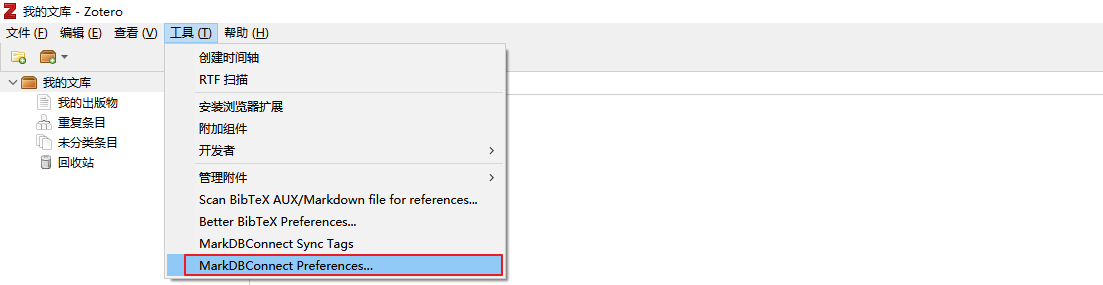 我的文库 - Zotero
文件 (F) 编辑 (E) 查看 (V) 工具 (T) 帮助 (H)
创建时间轴
RTF 扫描
安装浏览器扩展
附加组件
开发者
管理附件
Scan BibTeX AUX/Markdown file for references...
Better BibTeX Preferences...
MarkDBConnect Sync Tags
MarkDBConnect Preferences...
我的文库
我的出版物
重复条目
未分类条目
回收站